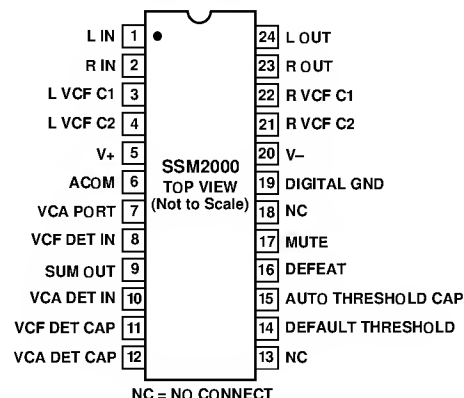 L IN 1 24 L OUT
R IN 2 23 R OUT
L VCF C1 3 22 R VCF C1
L VCF C2 4 21 R VCF C2
V+ 5 20 V–
ACOM 6 19 DIGITAL GND
VCA PORT 7 18 NC
VCF DET IN 8 17 MUTE
SUM OUT 9 16 DEFEAT
VCA DET IN 10 15 AUTO THRESHOLD CAP
VCF DET CAP 11 14 DEFAULT THRESHOLD
VCA DET CAP 12 13 NC
SSM2000
TOP VIEW
(Not to Scale)
NC = NO CONNECT